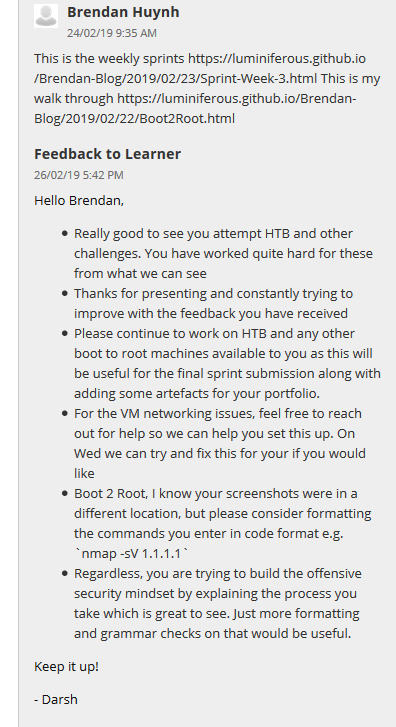 Brendan Huynh
24/02/19 9:35 AM
This is the weekly sprints https://luminiferous.github.io
/Brendan-Blog/2019/02/23/Sprint-Week-3.html This is my
walk through https://luminiferous.github.io/Brendan-
Blog/2019/02/22/Boot2Root.html
Feedback to Learner
26/02/19 5:42 PM
Hello Brendan,
• Really good to see you attempt HTB and other
challenges. You have worked quite hard for these
from what we can see
• Thanks for presenting and constantly trying to
improve with the feedback you have received
• Please continue to work on HTB and any other
boot to root machines available to you as this will
be useful for the final sprint submission along with
adding some artefacts for your portfolio.
• For the VM networking issues, feel free to reach
out for help so we can help you set this up. On
Wed we can try and fix this for your if you would
like
• Boot 2 Root, I know your screenshots were in a
different location, but please consider formatting
the commands you enter in code format e.g.
`nmap -sV 1.1.1.1`
• Regardless, you are trying to build the offensive
security mindset by explaining the process you
take which is great to see. Just more formatting
and grammar checks on that would be useful.
Keep it up!
- Darsh